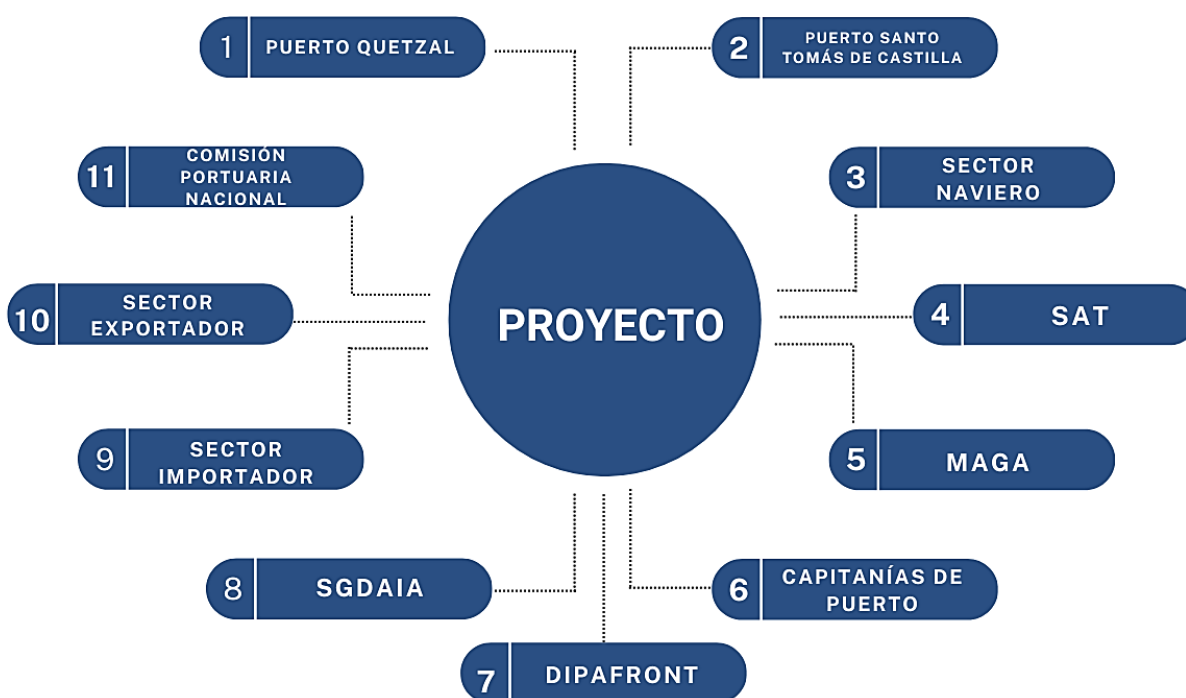 1 PUERTO QUETZAL
2 PUERTO SANTO
TOMÁS DE CASTILLA
3 SECTOR
NAVIERO
4 SAT
5 MAGA
6 CAPITANÍAS DE
PUERTO
7 DIPAFRONT
8 SGDAIA
9 SECTOR
IMPORTADOR
10 SECTOR
EXPORTADOR
11 COMISIÓN
PORTUARIA
NACIONAL
PROYECTO